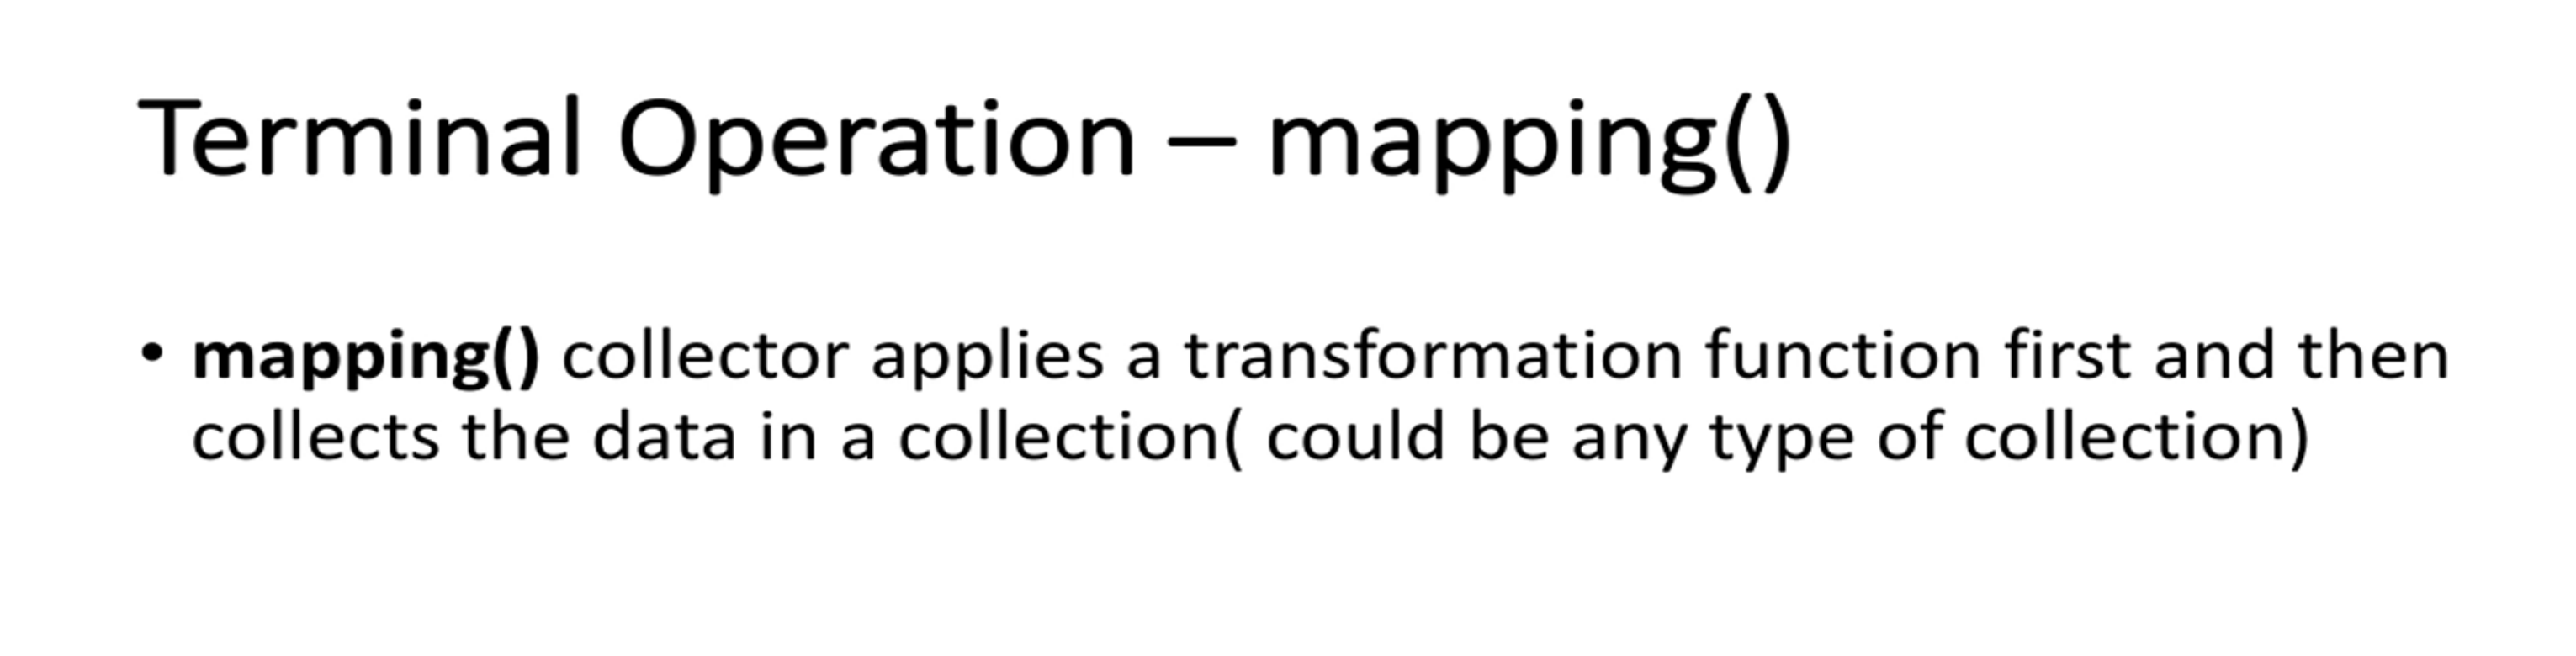 Terminal Operation – mapping()
• mapping() collector applies a transformation function first and then
collects the data in a collection( could be any type of collection)